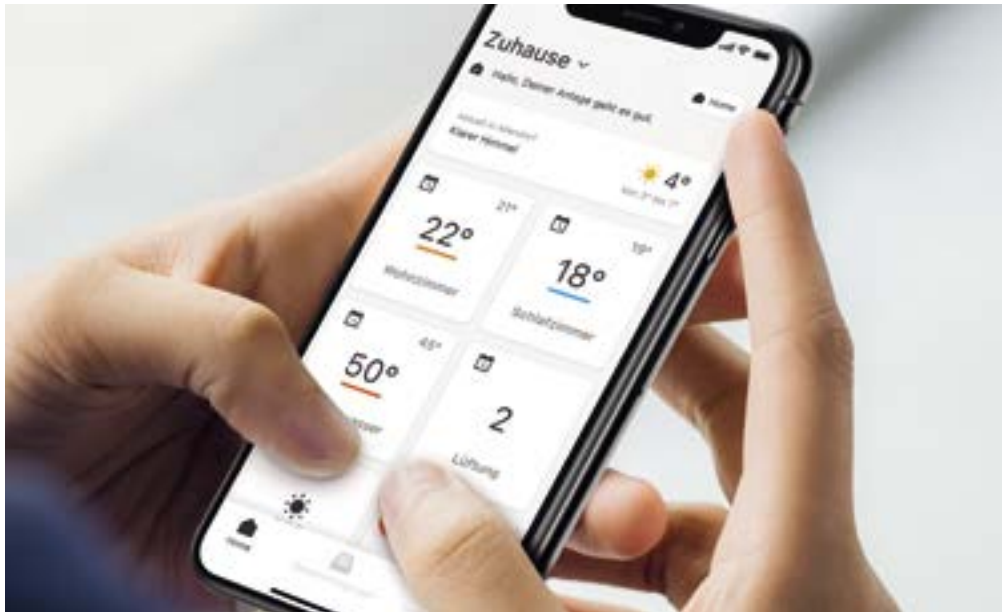 Zuhause
Hallo, Deiner Anlage geht es gut.
Home
Klarer Himmel
4°
21°
22°
Wohnzimmer
19°
18°
Schlafzimmer
45°
50°
2
Lüftung
Home